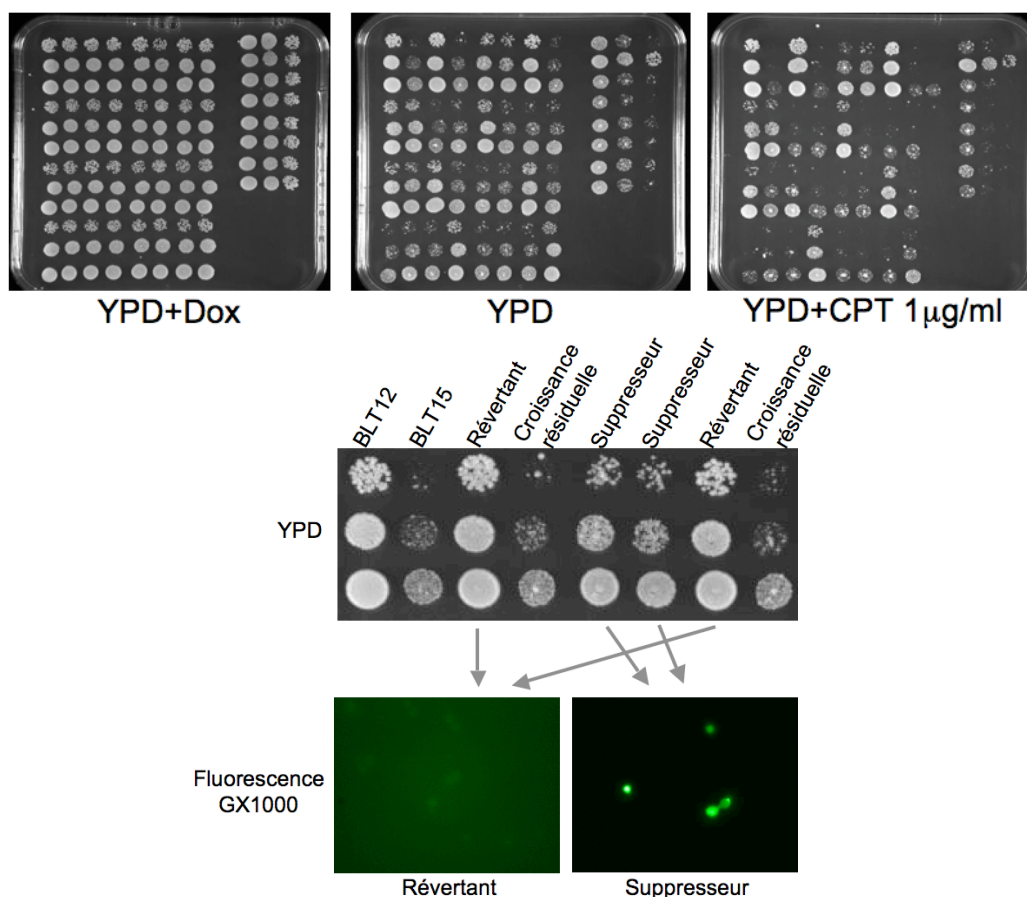 YPD+Dox
YPD
YPD+CPT 1µg/ml
BLT12
BLT15
Révertant
Croissance
résiduelle
Suppresseur
Suppresseur
Révertant
Croissance
résiduelle
YPD
Fluorescence
GX1000
Révertant
Suppresseur